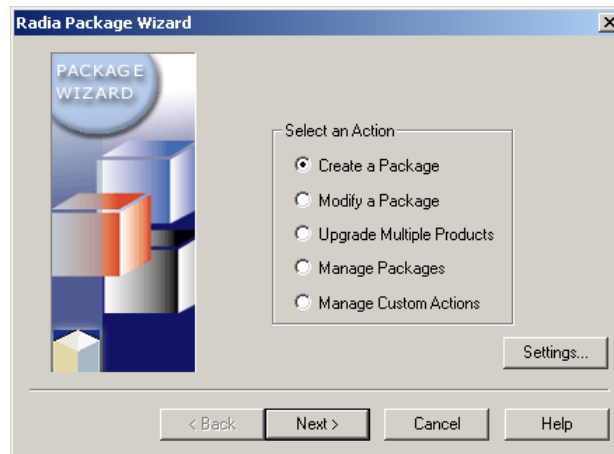 Radia Package Wizard
PACKAGE
WIZARD
Select an Action
Create a Package
Modify a Package
Upgrade Multiple Products
Manage Packages
Manage Custom Actions
Settings...
< Back
Next >
Cancel
Help